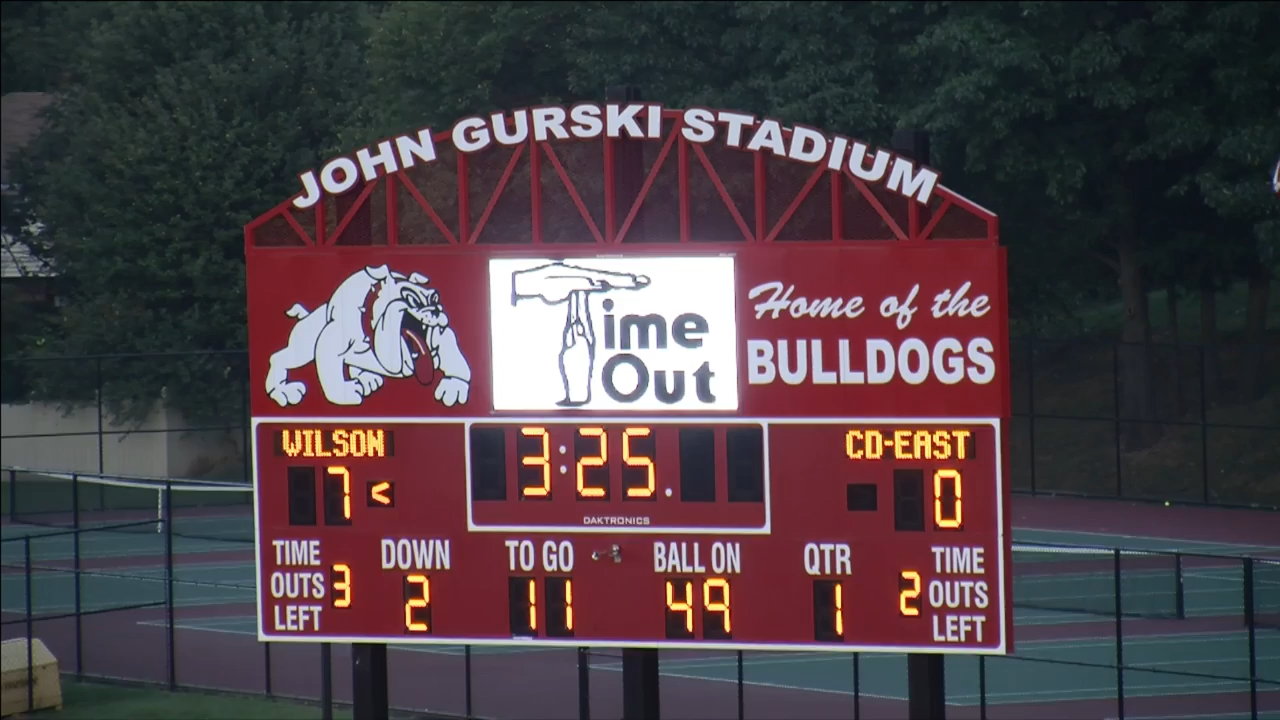 JOHN GURSKI STADIUM
Time
Out
Home of the
BULLDOGS
WILSON
3:25.
CD-EAST
7 <
0
DAKTRONICS
TIME
OUTS 3
LEFT
DOWN
2
TO GO
11
BALL ON
49
QTR
1
TIME
2 OUTS
LEFT